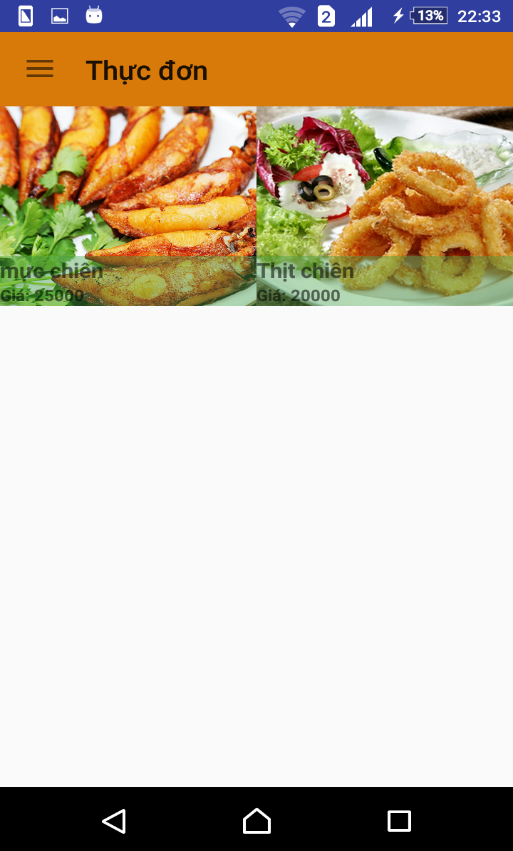 2 13% 22:33
Thực đơn
mực chiên
Giá: 25000
Thịt chiên
Giá: 20000